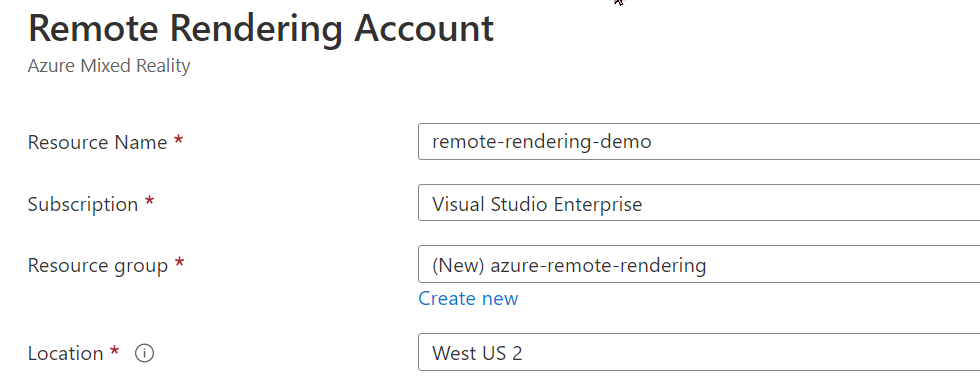 Remote Rendering Account
Azure Mixed Reality
Resource Name *
remote-rendering-demo
Subscription *
Visual Studio Enterprise
Resource group *
(New) azure-remote-rendering
Create new
Location *
West US 2